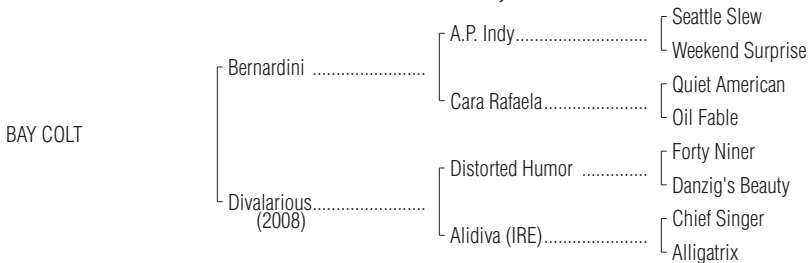 Seattle Slew
A.P. Indy..............................
Weekend Surprise
Bernardini .........................
Quiet American
Cara Rafaela.......................
Oil Fable
BAY COLT
Forty Niner
Distorted Humor ...............
Danzig's Beauty
Divalarious.........................
(2008)
Chief Singer
Alidiva (IRE).......................
Alligatrix